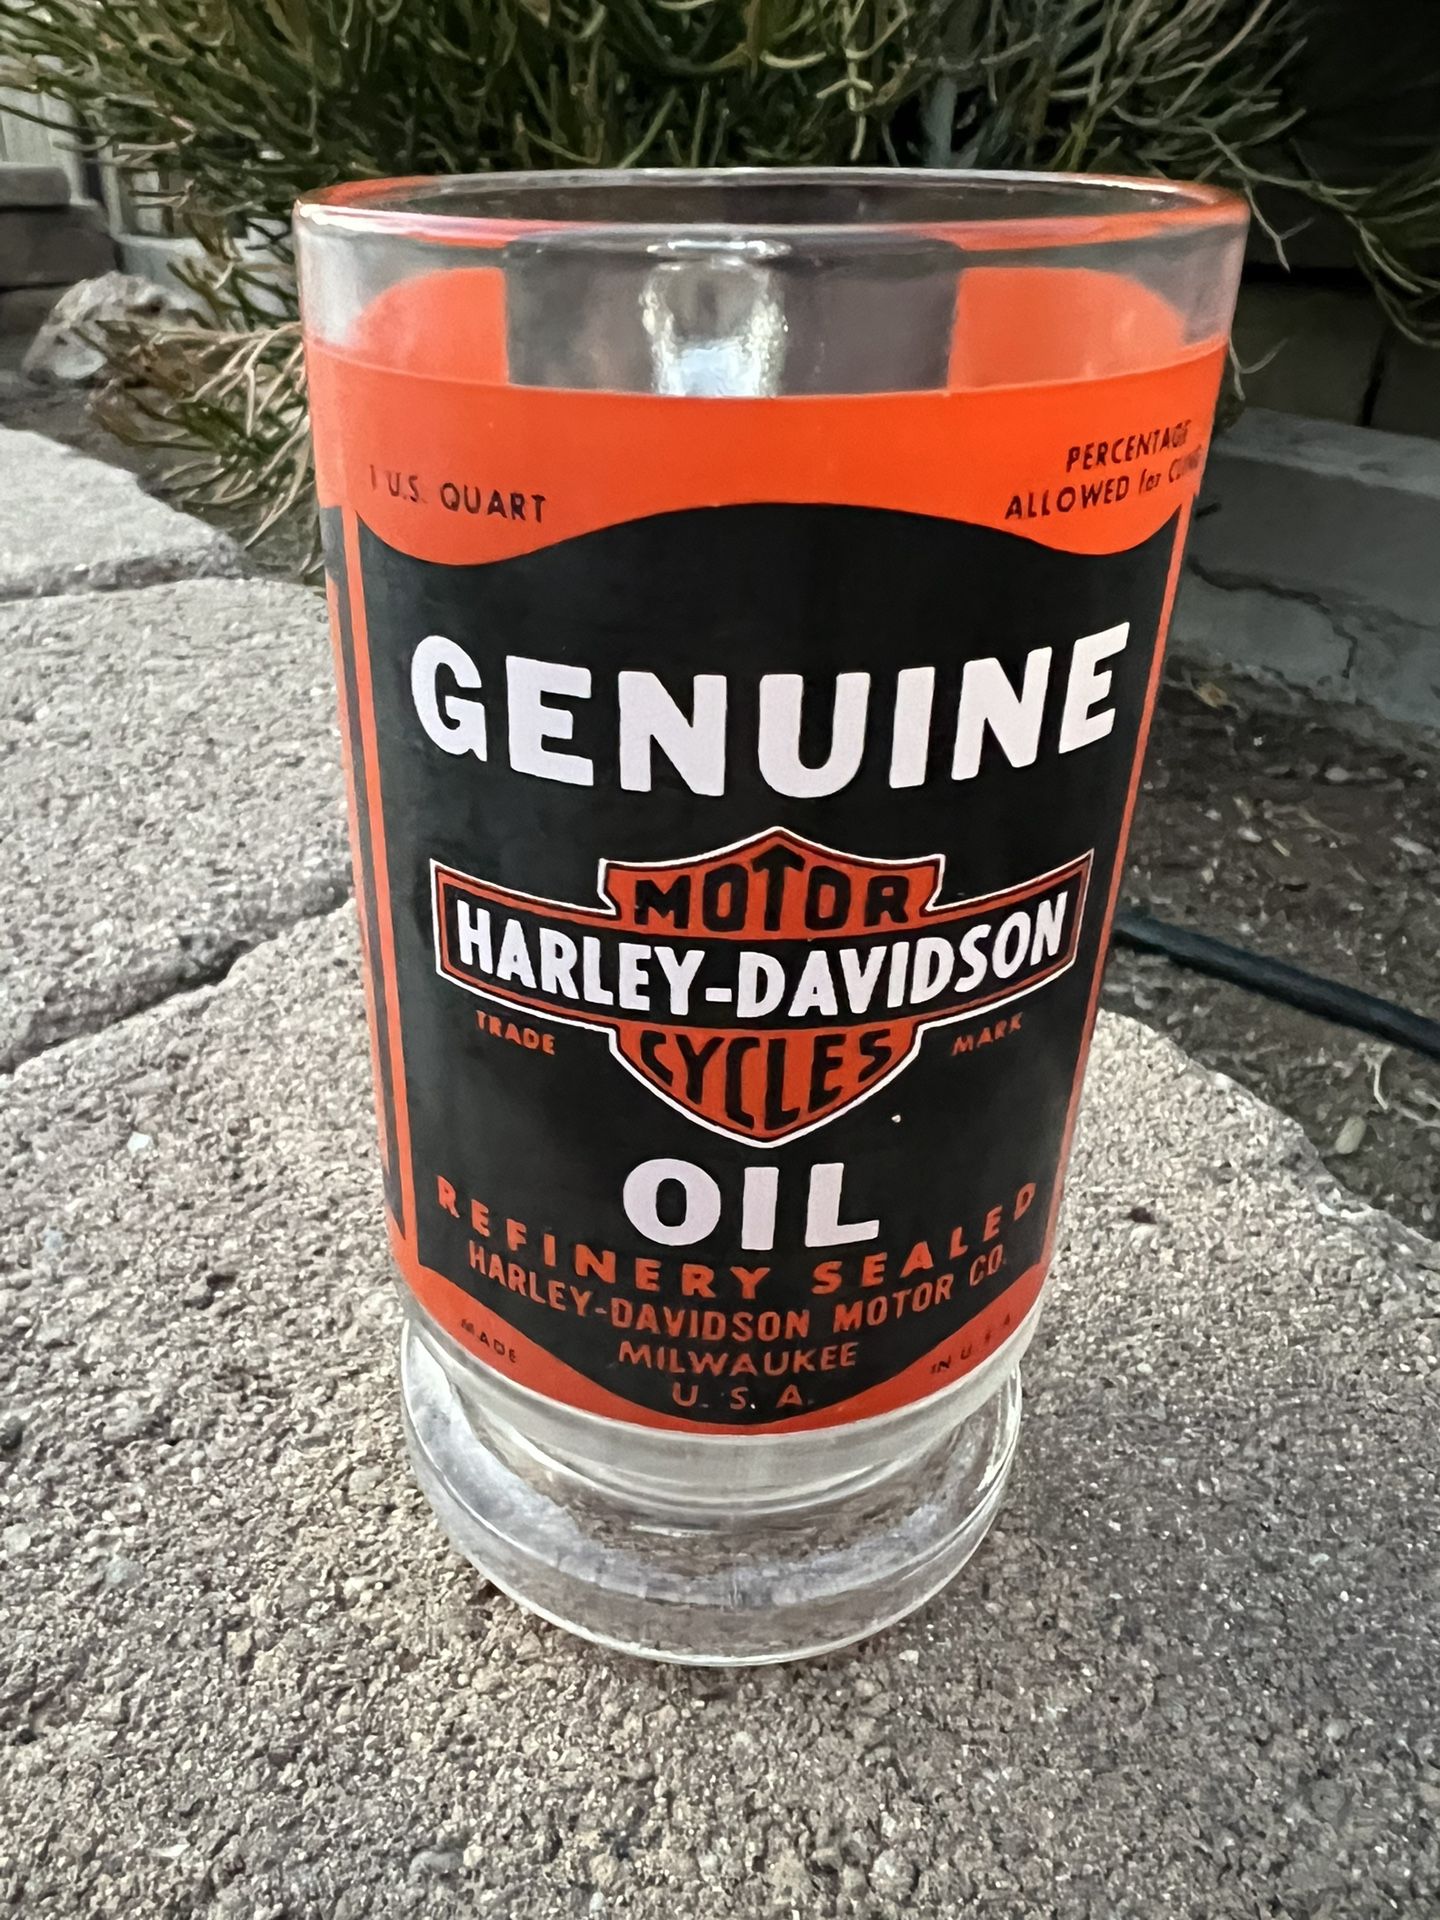 1 U.S. QUART
PERCENTAGE
ALLOWED for
GENUINE
MOTOR
HARLEY-DAVIDSON
CYCLES
TRADE MARK
OIL
REFINERY SEALED
HARLEY-DAVIDSON MOTOR CO.
MILWAUKEE
U. S. A.
MADE IN U. S. A.